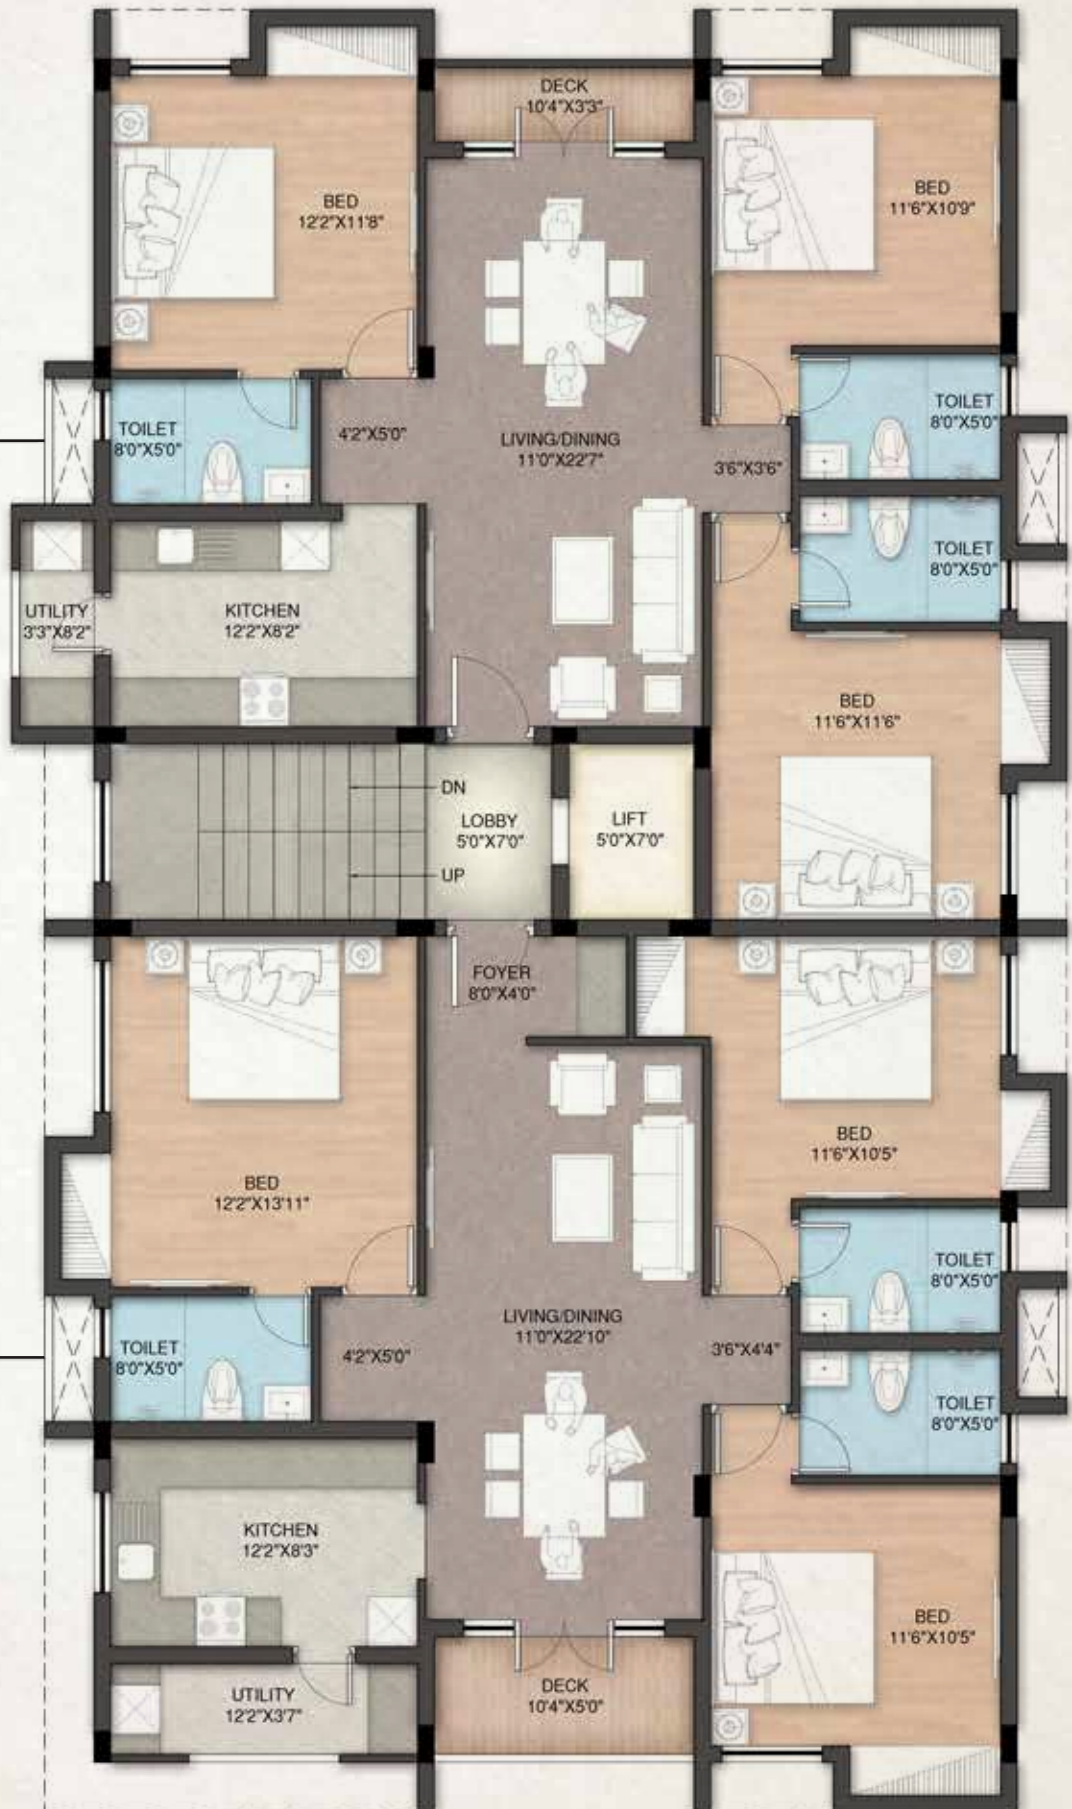 DECK
10'4"X3'3"
BED
12'2"X11'8"
BED
11'6"X10'9"
TOILET
8'0"X5'0"
4'2"X5'0"
LIVING/DINING
11'0"X22'7"
3'6"X3'6"
TOILET
8'0"X5'0"
TOILET
8'0"X5'0"
UTILITY
3'3"X8'2"
KITCHEN
12'2"X8'2"
BED
11'6"X11'6"
DN
LOBBY
5'0"X7'0"
UP
LIFT
5'0"X7'0"
FOYER
8'0"X4'0"
BED
12'2"X13'11"
BED
11'6"X10'5"
TOILET
8'0"X5'0"
TOILET
8'0"X5'0"
4'2"X5'0"
LIVING/DINING
11'0"X22'10"
3'6"X4'4"
TOILET
8'0"X5'0"
KITCHEN
12'2"X8'3"
BED
11'6"X10'5"
UTILITY
12'2"X3'7"
DECK
10'4"X5'0"